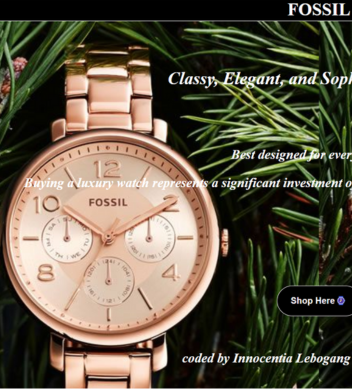 FOSSIL
Classy, Elegant, and Soph
Best designed for ever
Buying a luxury watch represents a significant investment o
12
10
2
FOSSIL
8
4
Shop Here
coded by Innocentia Lebogang